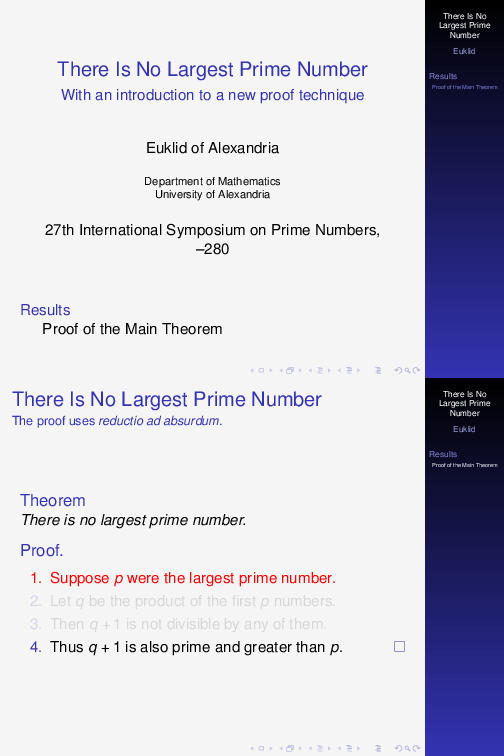 There Is No Largest Prime Number
With an introduction to a new proof technique
Euklid of Alexandria
Department of Mathematics
University of Alexandria
27th International Symposium on Prime Numbers,
–280
Results
Proof of the Main Theorem
There Is No
Largest Prime
Number
Euklid
Results
Proof of the Main Theorem
There Is No Largest Prime Number
The proof uses reductio ad absurdum.
Theorem
There is no largest prime number.
Proof.
1. Suppose p were the largest prime number.
2. Let q be the product of the first p numbers.
3. Then q + 1 is not divisible by any of them.
4. Thus q + 1 is also prime and greater than p.
There Is No
Largest Prime
Number
Euklid
Results
Proof of the Main Theorem